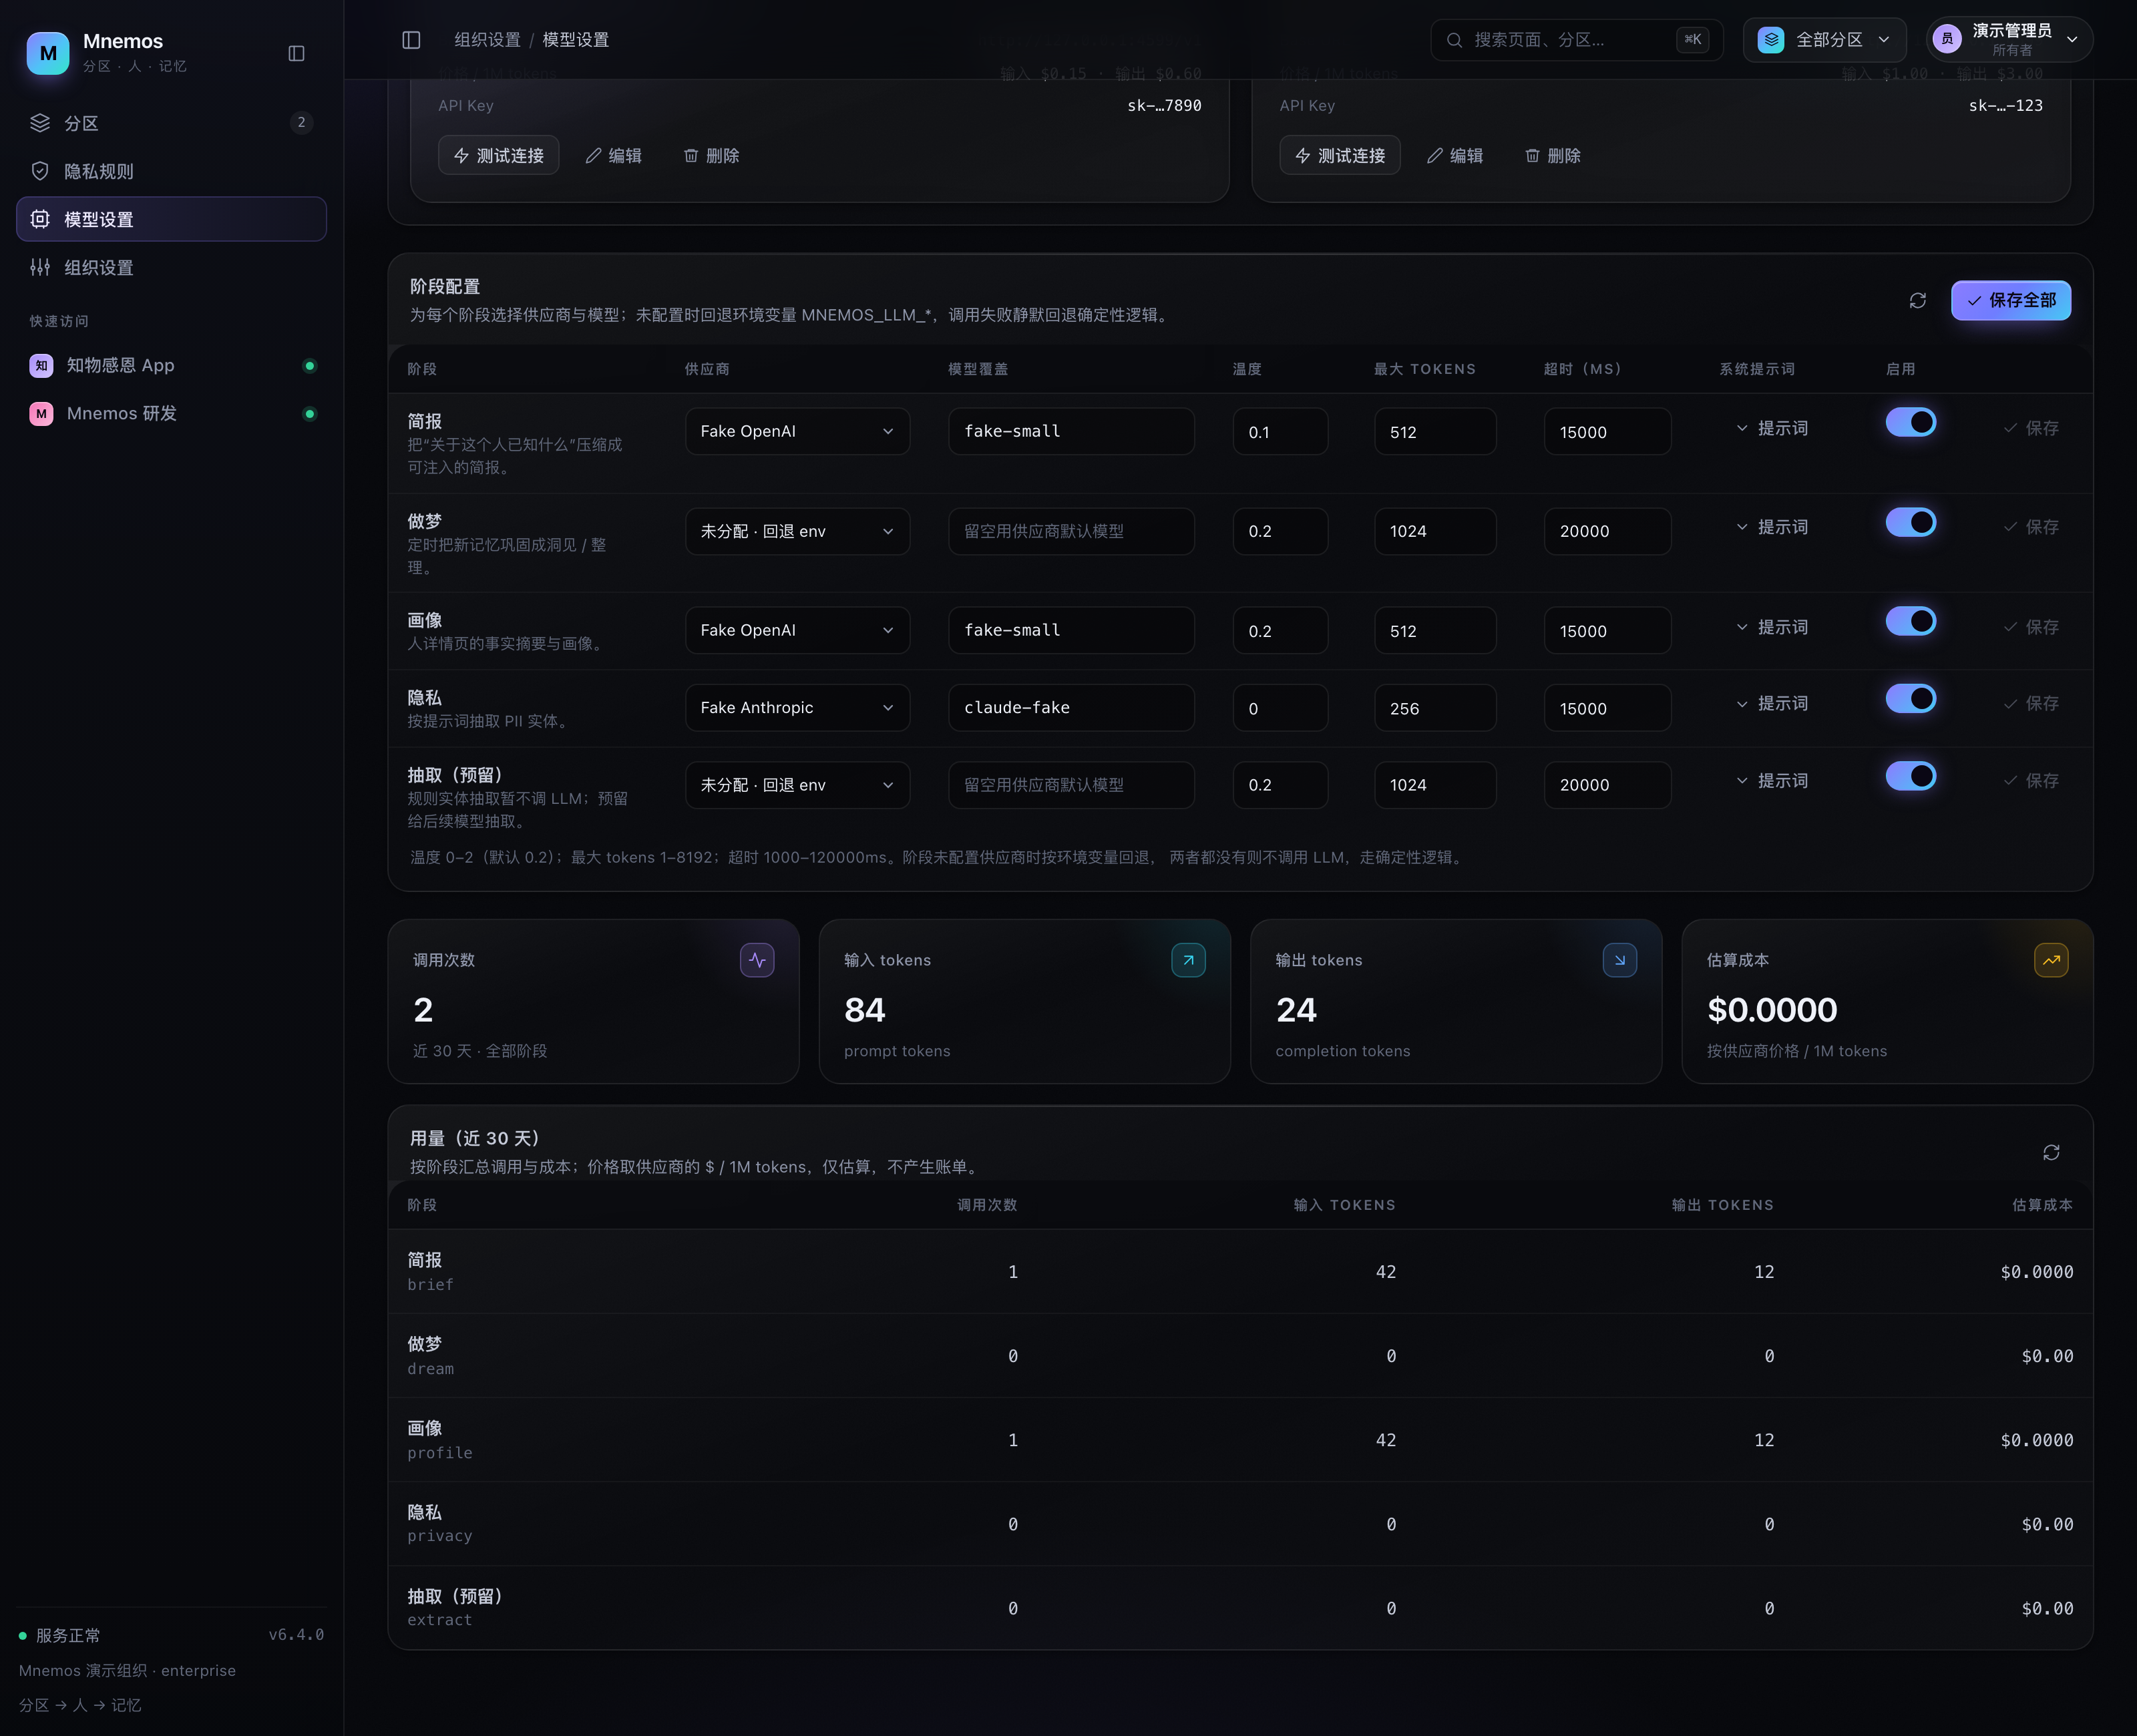 M
Mnemos
分区 · 人 · 记忆
分区
2
隐私规则
模型设置
组织设置
快速访问
知
知物感恩 App
M
Mnemos 研发
服务正常
v6.4.0
Mnemos 演示组织 · enterprise
分区 → 人 → 记忆
组织设置 / 模型设置
搜索页面、分区...
⌘K
全部分区
员
演示管理员
所有者
价格 / 1M tokens
输入 $0.15 · 输出 $0.60
API Key
sk-…7890
测试连接
编辑
删除
价格 / 1M tokens
输入 $1.00 · 输出 $3.00
API Key
sk-…-123
测试连接
编辑
删除
阶段配置
为每个阶段选择供应商与模型；未配置时回退环境变量 MNEMOS_LLM_*，调用失败静默回退确定性逻辑。
保存全部
阶段 供应商 模型覆盖 温度 最大 TOKENS 超时（MS） 系统提示词 启用
简报
把“关于这个人已知什么”压缩成
可注入的简报。
Fake OpenAI
fake-small
0.1
512
15000
提示词
保存
做梦
定时把新记忆巩固成洞见 / 整
理。
未分配 · 回退 env
留空用供应商默认模型
0.2
1024
20000
提示词
保存
画像
人详情页的事实摘要与画像。
Fake OpenAI
fake-small
0.2
512
15000
提示词
保存
隐私
按提示词抽取 PII 实体。
Fake Anthropic
claude-fake
0
256
15000
提示词
保存
抽取（预留）
规则实体抽取暂不调 LLM；预留
给后续模型抽取。
未分配 · 回退 env
留空用供应商默认模型
0.2
1024
20000
提示词
保存
温度 0–2（默认 0.2）；最大 tokens 1–8192；超时 1000–120000ms。阶段未配置供应商时按环境变量回退， 两者都没有则不调用 LLM，走确定性逻辑。
调用次数
2
近 30 天 · 全部阶段
输入 tokens
84
prompt tokens
输出 tokens
24
completion tokens
估算成本
$0.0000
按供应商价格 / 1M tokens
用量（近 30 天）
按阶段汇总调用与成本；价格取供应商的 $ / 1M tokens，仅估算，不产生账单。
阶段 调用次数 输入 TOKENS 输出 TOKENS 估算成本
简报
brief
1 42 12 $0.0000
做梦
dream
0 0 0 $0.00
画像
profile
1 42 12 $0.0000
隐私
privacy
0 0 0 $0.00
抽取（预留）
extract
0 0 0 $0.00